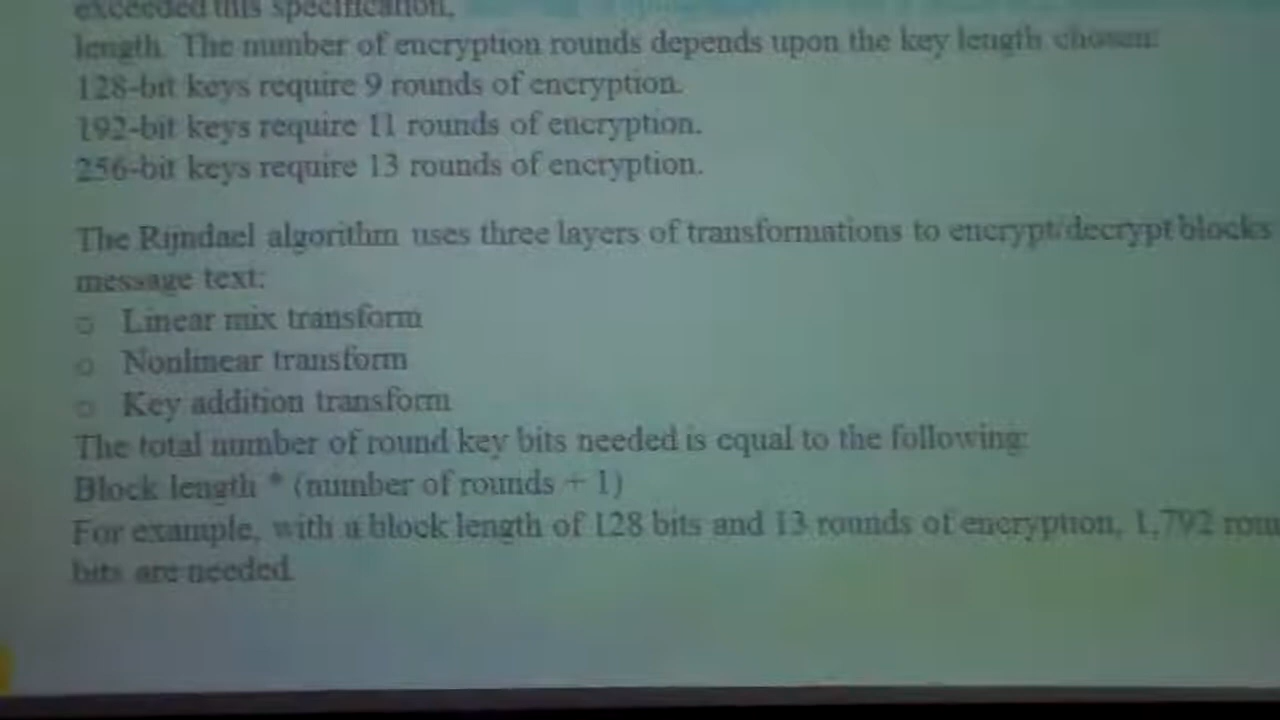 exceeded this specification,
length. The number of encryption rounds depends upon the key length chosen:
128-bit keys require 9 rounds of encryption.
192-bit keys require 11 rounds of encryption.
256-bit keys require 13 rounds of encryption.
The Rijndael algorithm uses three layers of transformations to encrypt/decrypt blocks
message text:
o Linear mix transform
o Nonlinear transform
o Key addition transform
The total number of round key bits needed is equal to the following:
Block length * (number of rounds + 1)
For example, with a block length of 128 bits and 13 rounds of encryption, 1,792
bits are needed.